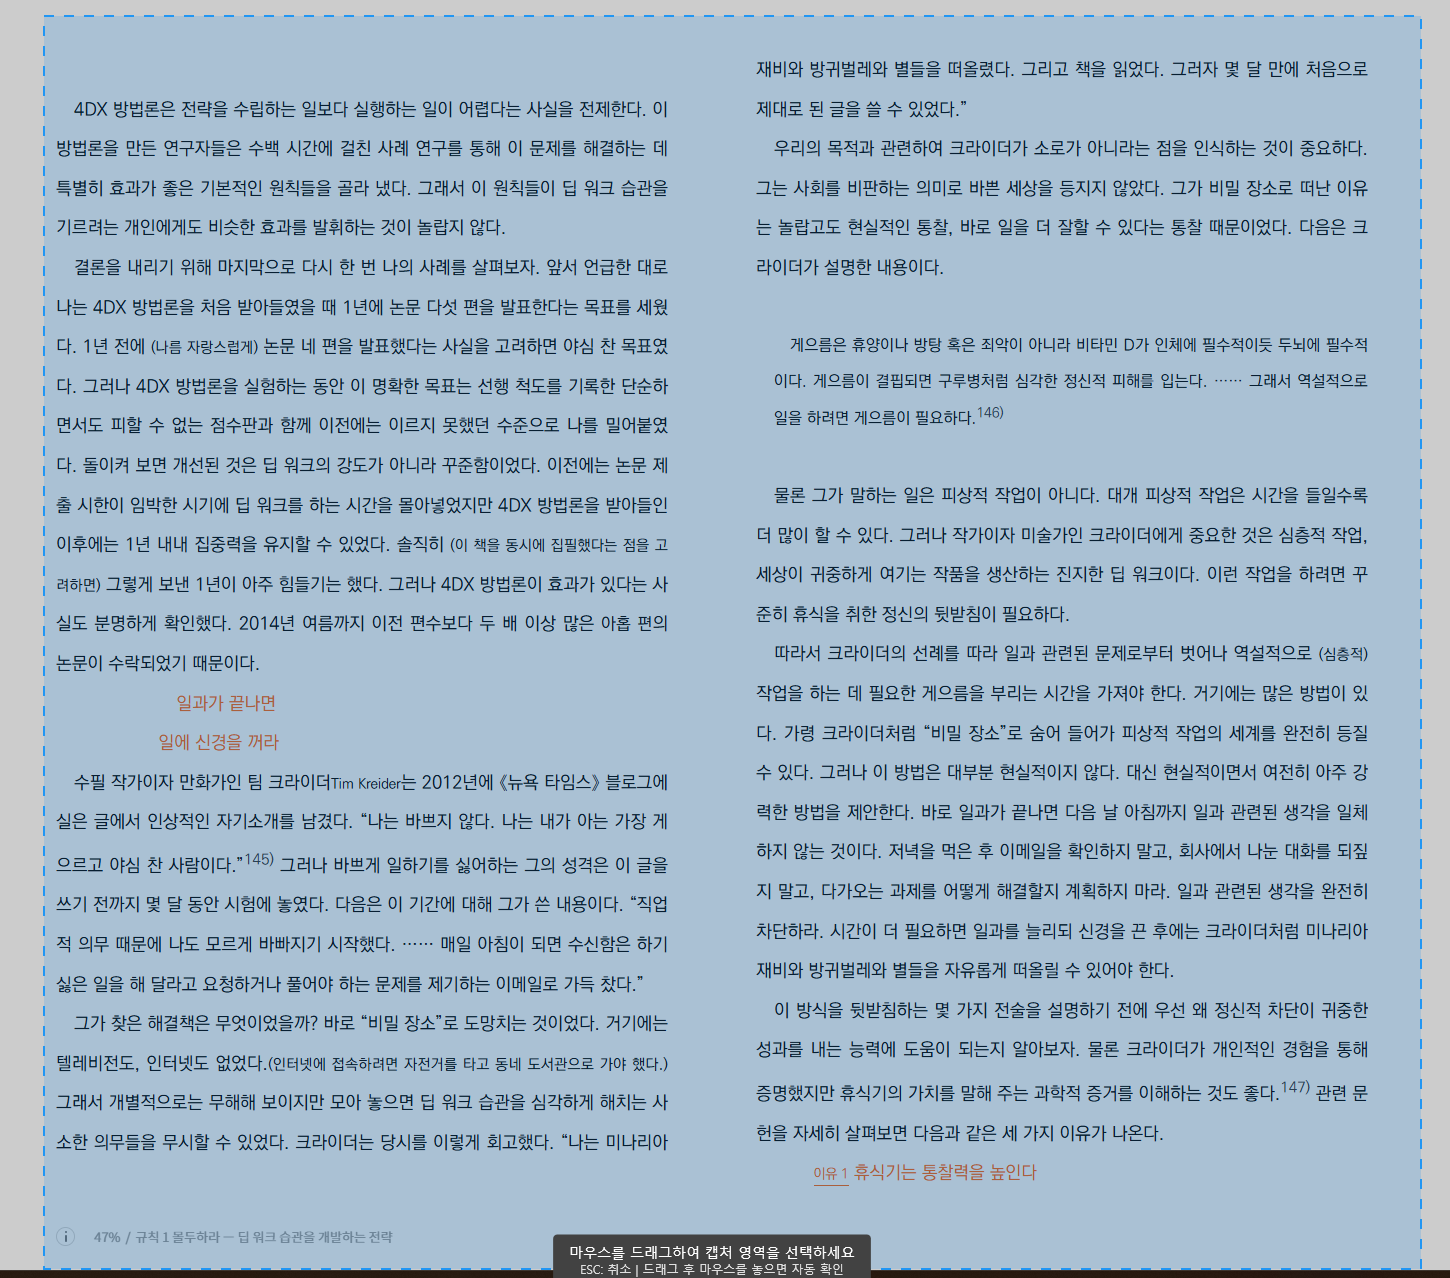 4DX 방법론은 전략을 수립하는 일보다 실행하는 일이 어렵다는 사실을 전제한다. 이
방법론을 만든 연구자들은 수백 시간에 걸친 사례 연구를 통해 이 문제를 해결하는 데
특별히 효과가 좋은 기본적인 원칙들을 골라 냈다. 그래서 이 원칙들이 딥 워크 습관을
기르려는 개인에게도 비슷한 효과를 발휘하는 것이 놀랍지 않다.
결론을 내리기 위해 마지막으로 다시 한 번 나의 사례를 살펴보자. 앞서 언급한 대로
나는 4DX 방법론을 처음 받아들였을 때 1년에 논문 다섯 편을 발표한다는 목표를 세웠
다. 1년 전에 (나름 자랑스럽게) 논문 네 편을 발표했다는 사실을 고려하면 야심 찬 목표였
다. 그러나 4DX 방법론을 실험하는 동안 이 명확한 목표는 선행 척도를 기록한 단순하
면서도 피할 수 없는 점수판과 함께 이전에는 이르지 못했던 수준으로 나를 밀어붙였
다. 돌이켜 보면 개선된 것은 딥 워크의 강도가 아니라 꾸준함이었다. 이전에는 논문 제
출 시한이 임박한 시기에 딥 워크를 하는 시간을 몰아넣었지만 4DX 방법론을 받아들인
이후에는 1년 내내 집중력을 유지할 수 있었다. 솔직히 (이 책을 동시에 집필했다는 점을 고
려하면) 그렇게 보낸 1년이 아주 힘들기는 했다. 그러나 4DX 방법론이 효과가 있다는 사
실도 분명하게 확인했다. 2014년 여름까지 이전 편수보다 두 배 이상 많은 아홉 편의
논문이 수락되었기 때문이다.
일과가 끝나면
일에 신경을 꺼라
수필 작가이자 만화가인 팀 크라이더Tim Kreider는 2012년에 《뉴욕 타임스》 블로그에
실은 글에서 인상적인 자기소개를 남겼다. “나는 바쁘지 않다. 나는 내가 아는 가장 게
으르고 야심 찬 사람이다.”145) 그러나 바쁘게 일하기를 싫어하는 그의 성격은 이 글을
쓰기 전까지 몇 달 동안 시험에 놓였다. 다음은 이 기간에 대해 그가 쓴 내용이다. “직업
적 의무 때문에 나도 모르게 바빠지기 시작했다. …… 매일 아침이 되면 수신함은 하기
싫은 일을 해 달라고 요청하거나 풀어야 하는 문제를 제기하는 이메일로 가득 찼다.”
그가 찾은 해결책은 무엇이었을까? 바로 “비밀 장소”로 도망치는 것이었다. 거기에는
텔레비전도, 인터넷도 없었다.(인터넷에 접속하려면 자전거를 타고 동네 도서관으로 가야 했다.)
그래서 개별적으로는 무해해 보이지만 모아 놓으면 딥 워크 습관을 심각하게 해치는 사
소한 의무들을 무시할 수 있었다. 크라이더는 당시를 이렇게 회고했다. “나는 미나리아
재비와 방귀벌레와 별들을 떠올렸다. 그리고 책을 읽었다. 그러자 몇 달 만에 처음으로
제대로 된 글을 쓸 수 있었다.”
우리의 목적과 관련하여 크라이더가 소로가 아니라는 점을 인식하는 것이 중요하다.
그는 사회를 비판하는 의미로 바쁜 세상을 등지지 않았다. 그가 비밀 장소로 떠난 이유
는 놀랍고도 현실적인 통찰, 바로 일을 더 잘할 수 있다는 통찰 때문이었다. 다음은 크
라이더가 설명한 내용이다.
게으름은 휴양이나 방탕 혹은 죄악이 아니라 비타민 D가 인체에 필수적이듯 두뇌에 필수적
이다. 게으름이 결핍되면 구루병처럼 심각한 정신적 피해를 입는다. …… 그래서 역설적으로
일을 하려면 게으름이 필요하다.146)
물론 그가 말하는 일은 피상적 작업이 아니다. 대개 피상적 작업은 시간을 들일수록
더 많이 할 수 있다. 그러나 작가이자 미술가인 크라이더에게 중요한 것은 심층적 작업,
세상이 귀중하게 여기는 작품을 생산하는 진지한 딥 워크이다. 이런 작업을 하려면 꾸
준히 휴식을 취한 정신의 뒷받침이 필요하다.
따라서 크라이더의 선례를 따라 일과 관련된 문제로부터 벗어나 역설적으로 (심층적)
작업을 하는 데 필요한 게으름을 부리는 시간을 가져야 한다. 거기에는 많은 방법이 있
다. 가령 크라이더처럼 “비밀 장소”로 숨어 들어가 피상적 작업의 세계를 완전히 등질
수 있다. 그러나 이 방법은 대부분 현실적이지 않다. 대신 현실적이면서 여전히 아주 강
력한 방법을 제안한다. 바로 일과가 끝나면 다음 날 아침까지 일과 관련된 생각을 일체
하지 않는 것이다. 저녁을 먹은 후 이메일을 확인하지 말고, 회사에서 나눈 대화를 되짚
지 말고, 다가오는 과제를 어떻게 해결할지 계획하지 마라. 일과 관련된 생각을 완전히
차단하라. 시간이 더 필요하면 일과를 늘리되 신경을 끈 후에는 크라이더처럼 미나리아
재비와 방귀벌레와 별들을 자유롭게 떠올릴 수 있어야 한다.
이 방식을 뒷받침하는 몇 가지 전술을 설명하기 전에 우선 왜 정신적 차단이 귀중한
성과를 내는 능력에 도움이 되는지 알아보자. 물론 크라이더가 개인적인 경험을 통해
증명했지만 휴식기의 가치를 말해 주는 과학적 증거를 이해하는 것도 좋다.147) 관련 문
헌을 자세히 살펴보면 다음과 같은 세 가지 이유가 나온다.
이유 1 휴식기는 통찰력을 높인다
47% / 규칙 1 몰두하라 — 딥 워크 습관을 개발하는 전략
마우스를 드래그하여 캡처 영역을 선택하세요
ESC: 취소 | 드래그 후 마우스를 놓으면 자동 확인